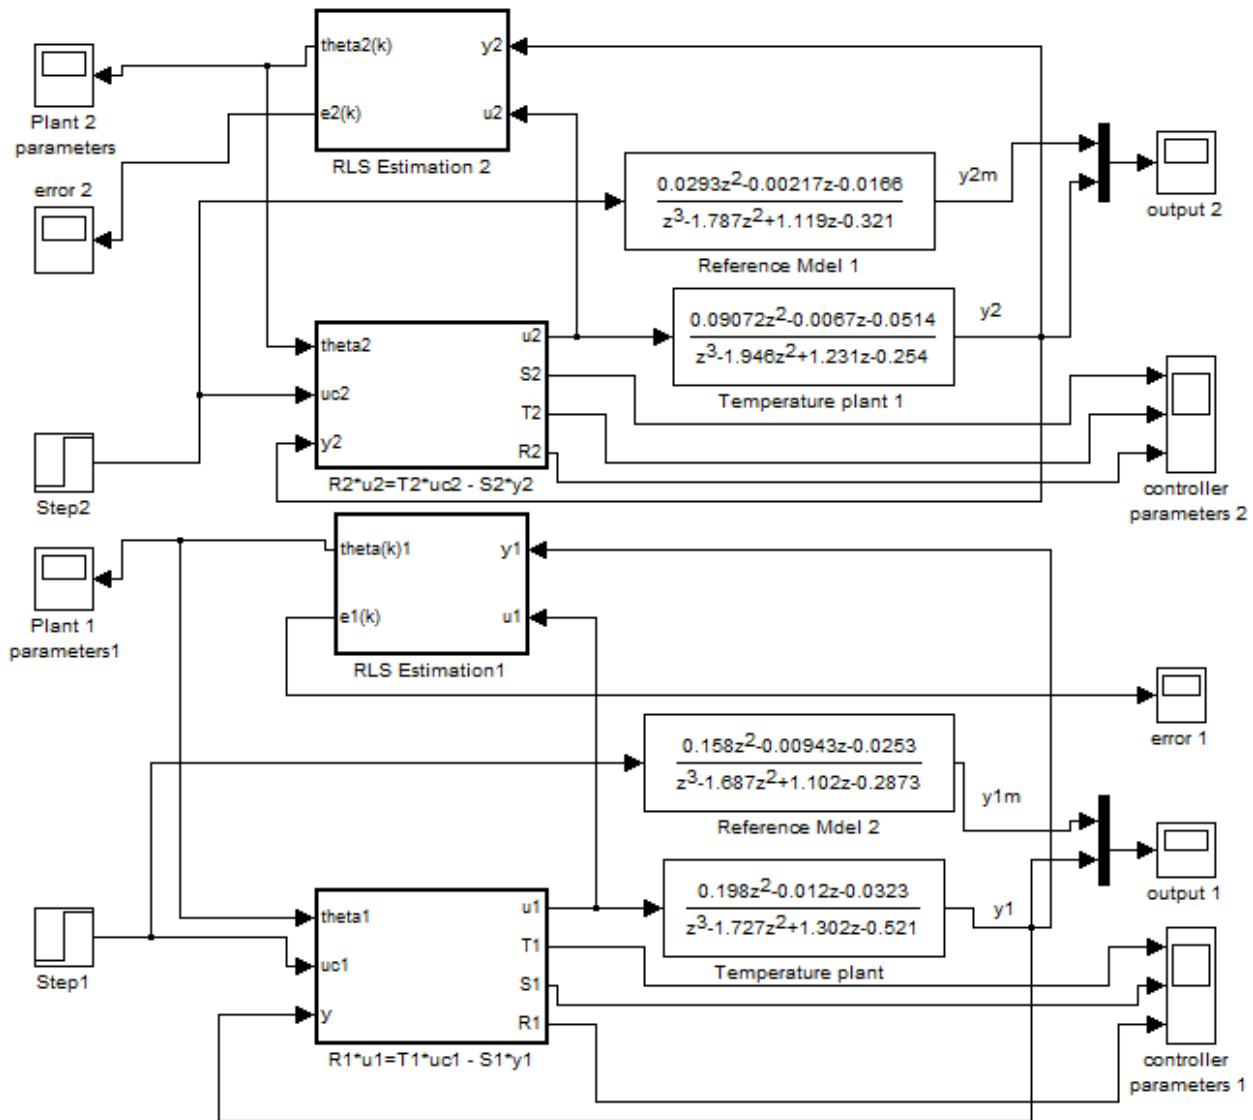 theta2(k)
y2
e2(k)
u2
RLS Estimation 2
Plant 2
parameters
error 2
0.0293z2-0.00217z-0.0166
z3-1.787z2+1.119z-0.321
Reference Mdel 1
y2m
output 2
theta2
uc2
y2
u2
S2
T2
R2
R2*u2=T2*uc2 - S2*y2
0.09072z2-0.0067z-0.0514
z3-1.946z2+1.231z-0.254
Temperature plant 1
y2
Step2
controller
parameters 2
theta(k)1
y1
e1(k)
u1
RLS Estimation1
Plant 1
parameters1
error 1
0.158z2-0.00943z-0.0253
z3-1.687z2+1.102z-0.2873
Reference Mdel 2
y1m
output 1
theta1
uc1
y
u1
T1
S1
R1
R1*u1=T1*uc1 - S1*y1
0.198z2-0.012z-0.0323
z3-1.727z2+1.302z-0.521
Temperature plant
y1
Step1
controller
parameters 1